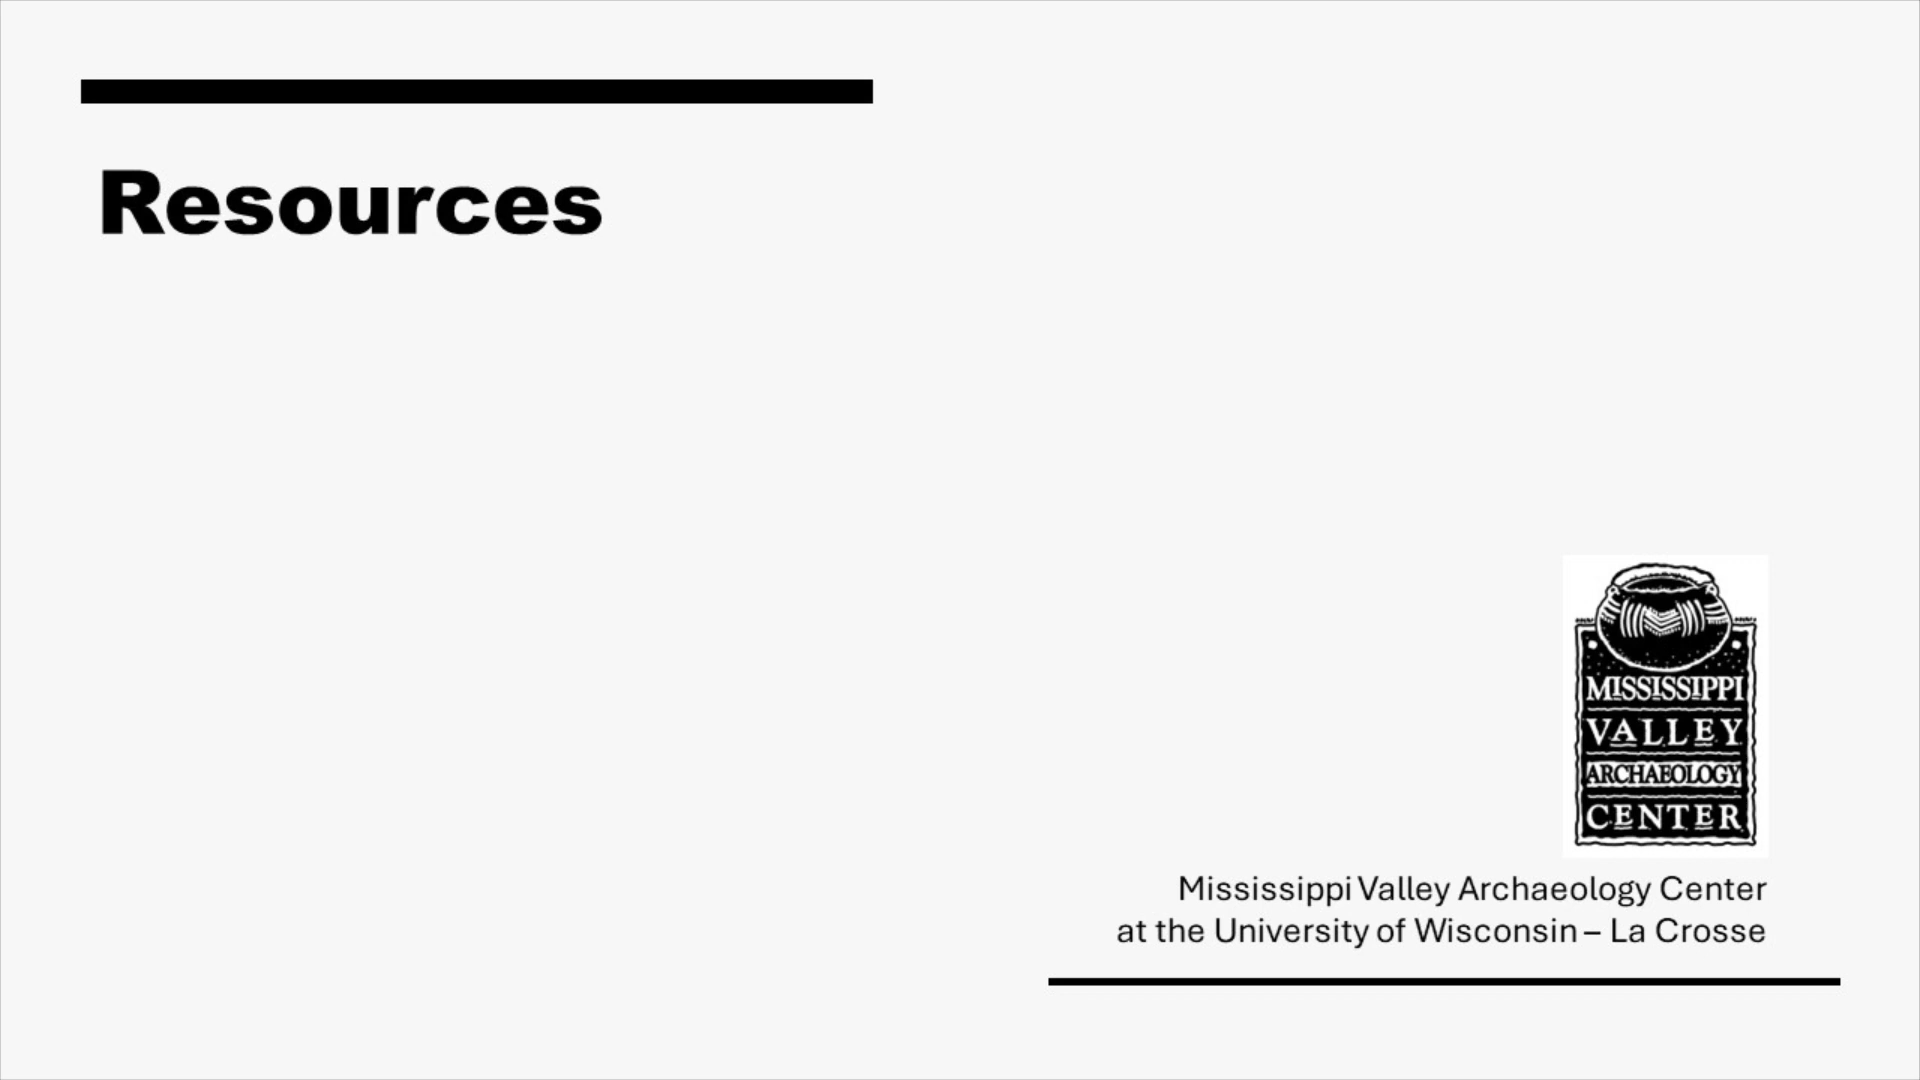 Resources
MISSISSIPPI
VALLEY
ARCHAEOLOGY
CENTER
Mississippi Valley Archaeology Center
at the University of Wisconsin – La Crosse